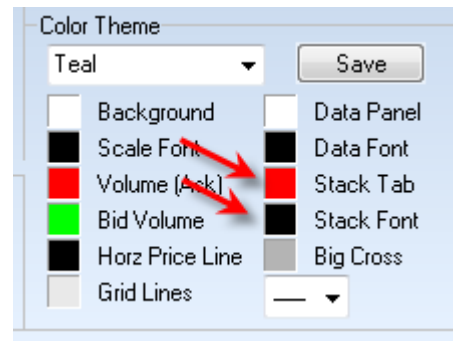 Color Theme
Teal
Save
Background
Data Panel
Scale Font
Data Font
Volume (Ask)
Stack Tab
Bid Volume
Stack Font
Horz Price Line
Big Cross
Grid Lines